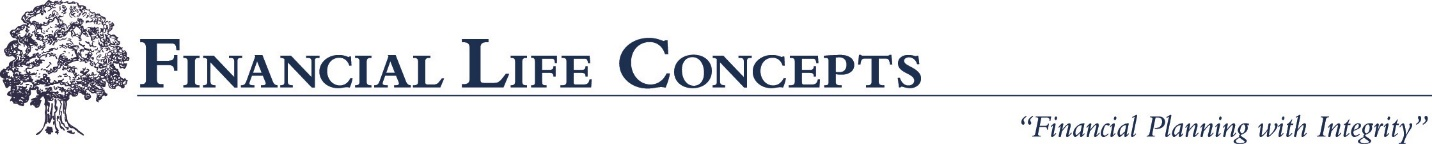 Financial Life Concepts
“Financial Planning with Integrity”